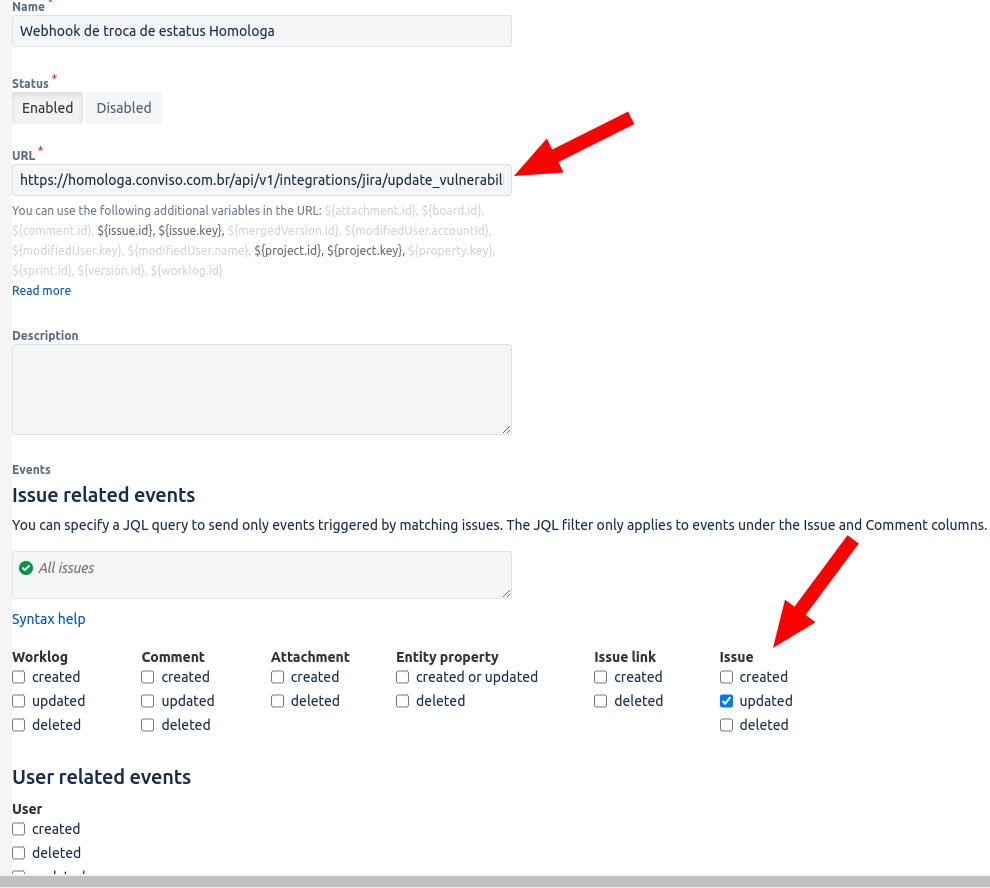 Name *
Webhook de troca de estatus Homologa
Status *
Enabled Disabled
URL *
https://homologa.conviso.com.br/api/v1/integrations/jira/update_vulnerabil
You can use the following additional variables in the URL: ${attachment.id}, ${board.id},
${comment.id}, ${issue.id}, ${issue.key}, ${mergedVersion.id}, ${modifiedUser.accountId},
${modifiedUser.key}, ${modifiedUser.name}, ${project.id}, ${project.key}, ${property.key},
${sprint.id}, ${version.id}, ${worklog.id}
Read more
Description
Events
Issue related events
You can specify a JQL query to send only events triggered by matching issues. The JQL filter only applies to events under the Issue and Comment columns.
All issues
Syntax help
Worklog Comment Attachment Entity property Issue link Issue
created created created created or updated created created
updated updated deleted deleted deleted updated
deleted deleted deleted
User related events
User
created
deleted